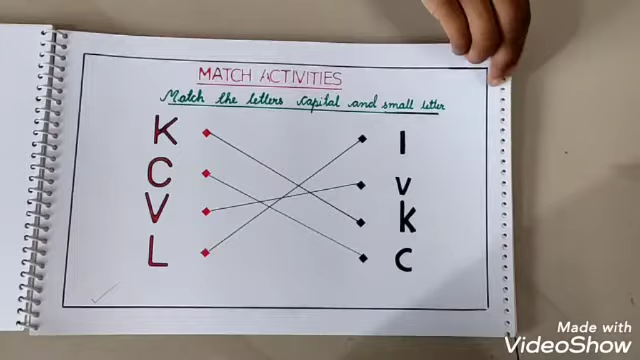 MATCH ACTIVITIES
Match the letters capital and small letter
K l
C v
V k
L c
Made with
VideoShow